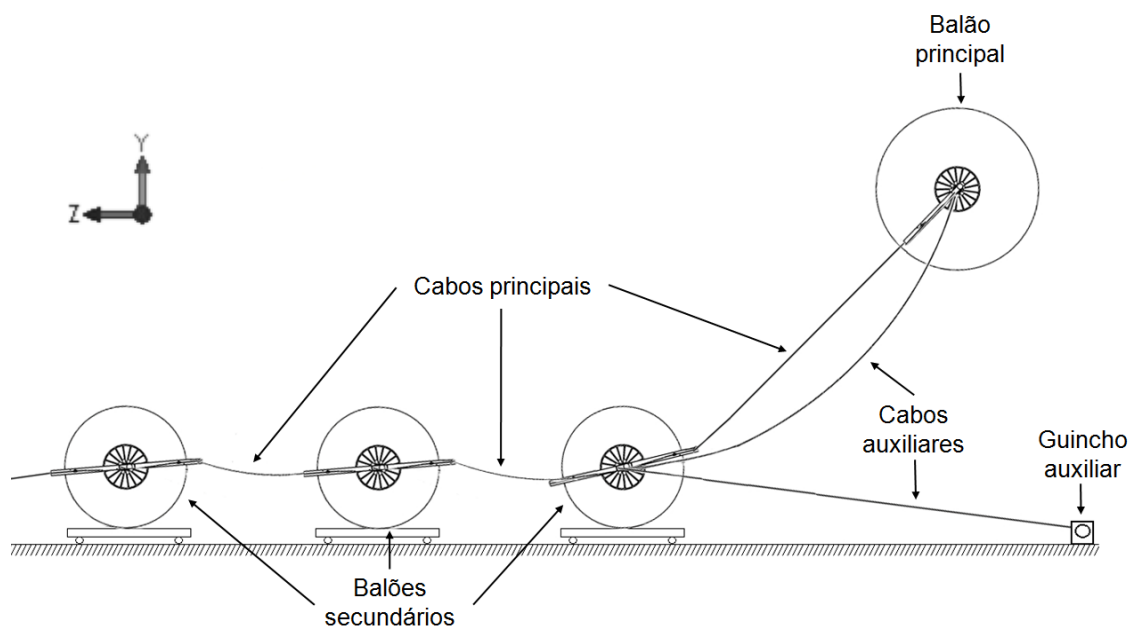 Balão
principal
Y
Z
Cabos principais
Cabos
auxiliares
Guincho
auxiliar
Balões
secundários